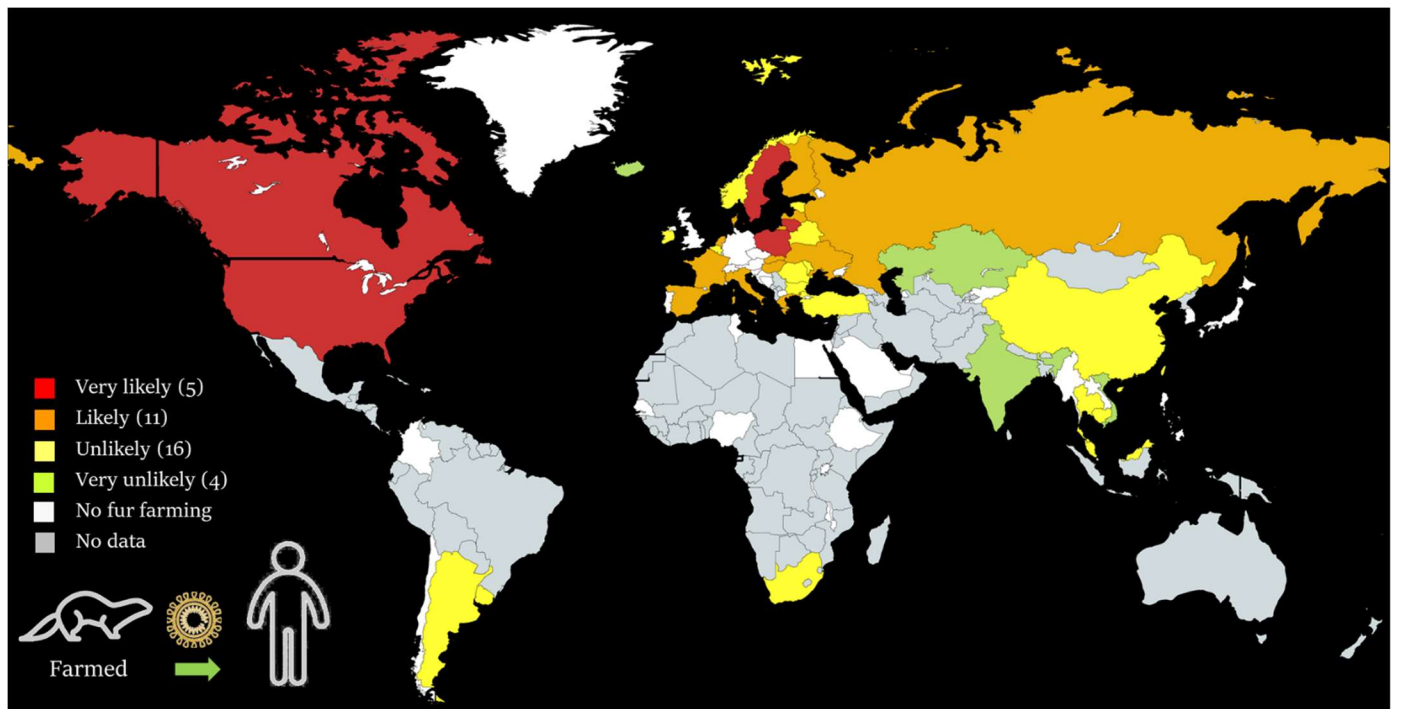 Very likely (5)
Likely (11)
Unlikely (16)
Very unlikely (4)
No fur farming
No data
Farmed